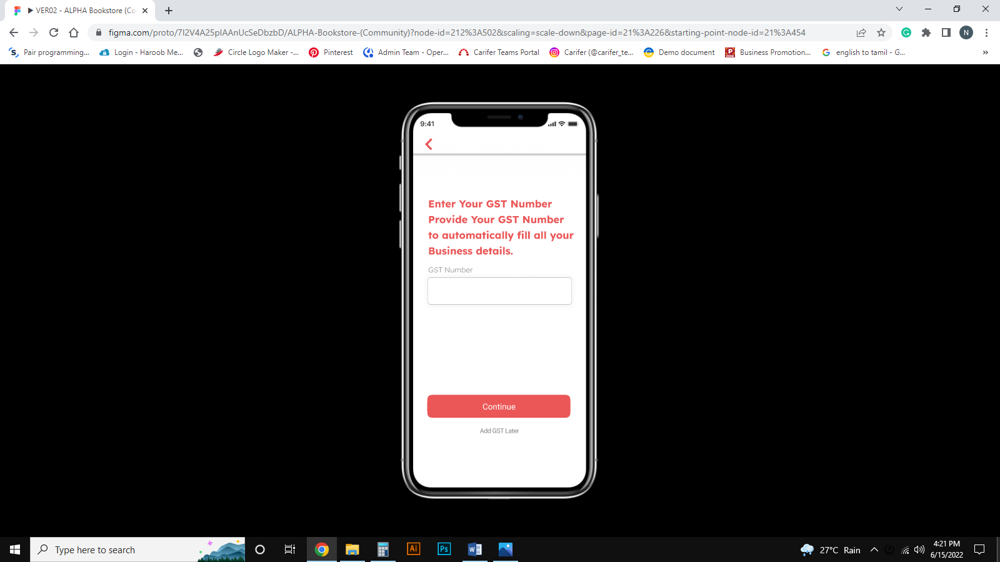 VER02 - ALPHA Bookstore (Co
figma.com/proto/7I2V4A25pIAAnUcSeDbzbD/ALPHA-Bookstore-(Community)?node-id=212%3A502&scaling=scale-down&page-id=21%3A226&starting-point-node-id=21%3A454
N
Pair programming...
Login - Haroob Me...
Circle Logo Maker -...
Pinterest
Admin Team - Oper...
Carifer Teams Portal
Carifer (@carifer_te...
Demo document
Business Promotion...
english to tamil - G...
9:41
Enter Your GST Number
Provide Your GST Number
to automatically fill all your
Business details.
GST Number
Continue
Add GST Later
Type here to search
Ai
Ps
27°C Rain
4:21 PM
6/15/2022